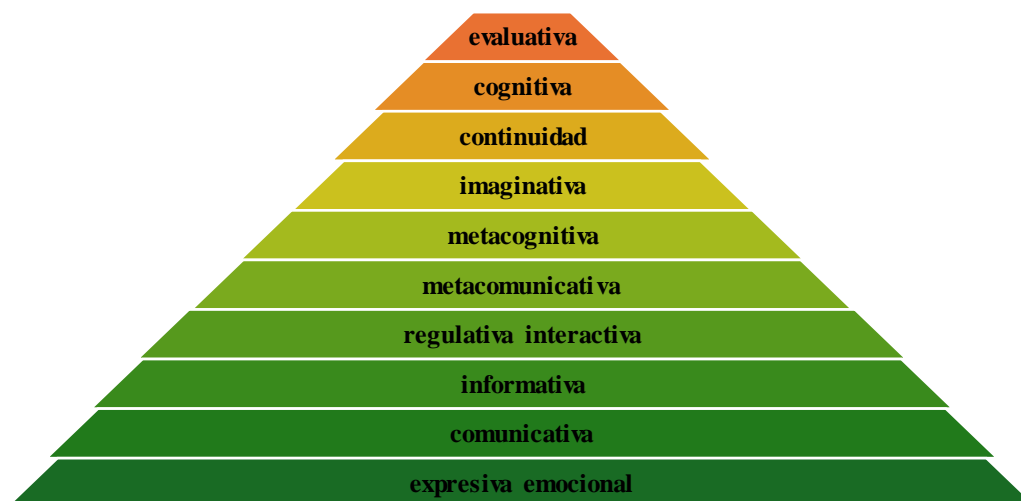 evaluativa
cognitiva
continuidad
imaginativa
metacognitiva
metacomunicativa
regulativa interactiva
informativa
comunicativa
expresiva emocional